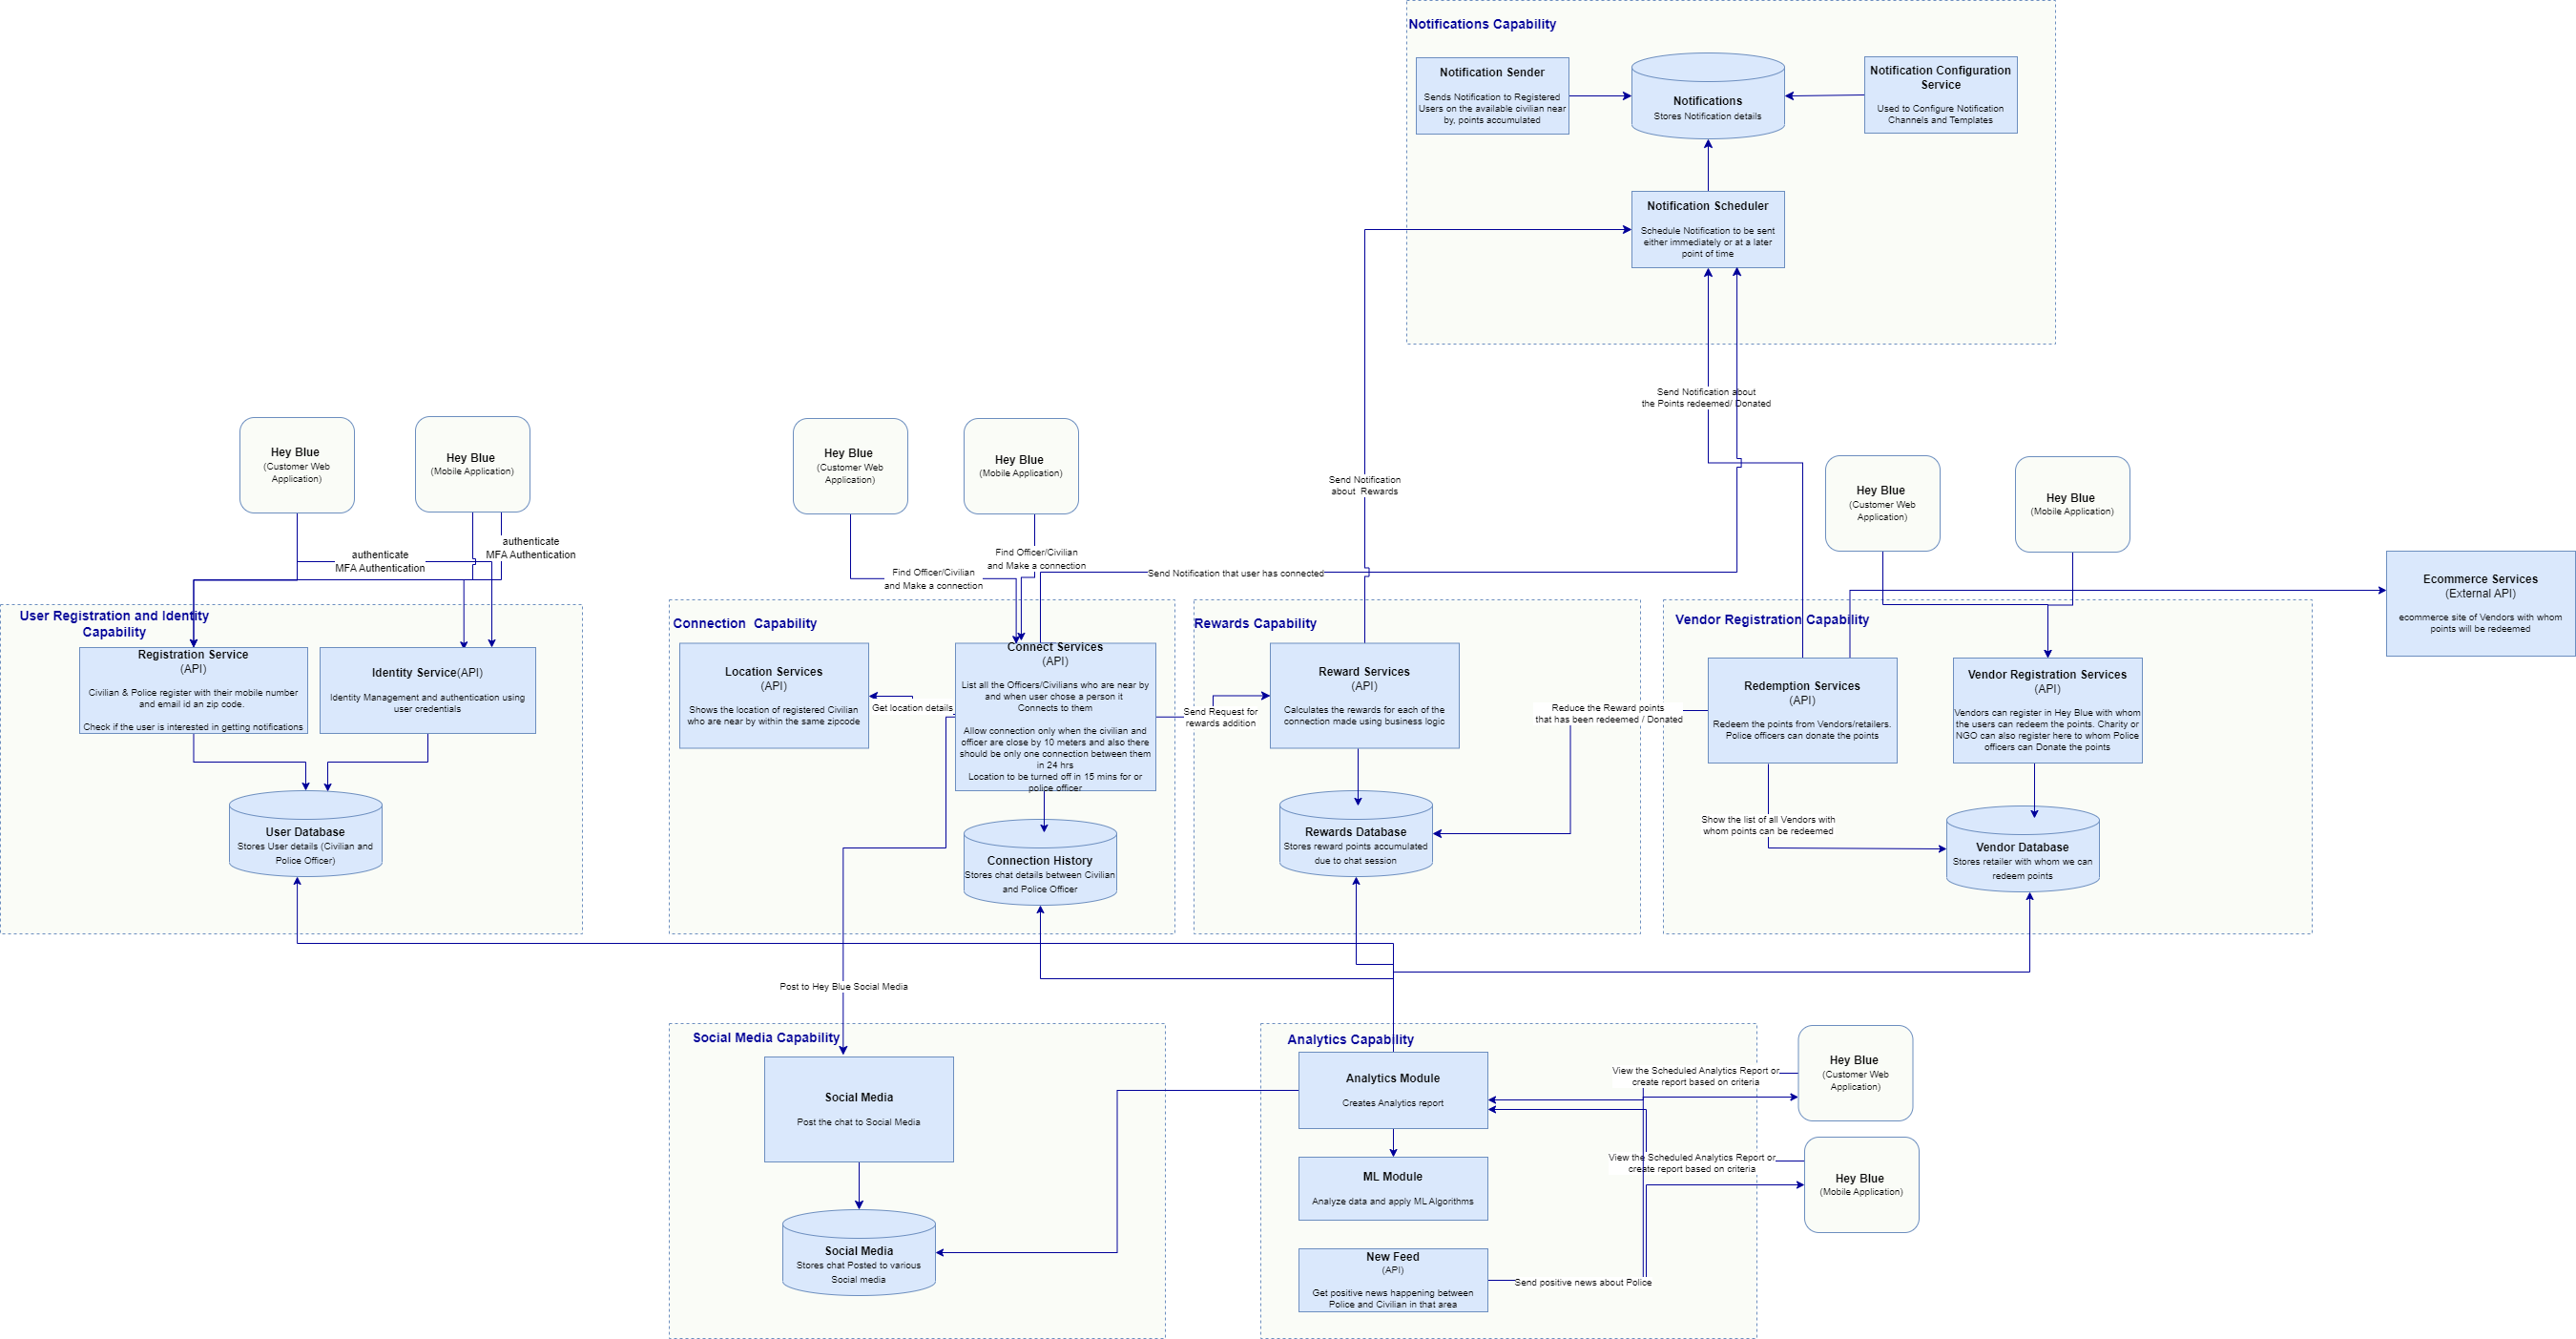 Notifications Capability
Notification Sender
Sends Notification to Registered
Users on the available civilian near
by, points accumulated
Notifications
Stores Notification details
Notification Configuration
Service
Used to Configure Notification
Channels and Templates
Notification Scheduler
Schedule Notification to be sent
either immediately or at a later
point of time
Send Notification about
the Points redeemed/ Donated
Hey Blue
(Customer Web
Application)
Hey Blue
(Mobile Application)
authenticate
MFA Authentication
authenticate
MFA Authentication
Hey Blue
(Customer Web
Application)
Hey Blue
(Mobile Application)
Find Officer/Civilian
and Make a connection
Find Officer/Civilian
and Make a connection
Send Notification
about  Rewards
Send Notification that user has connected
Hey Blue
(Customer Web
Application)
Hey Blue
(Mobile Application)
Ecommerce Services
(External API)
ecommerce site of Vendors with whom
points will be redeemed
User Registration and Identity
Capability
Registration Service
(API)
Civilian & Police register with their mobile number
and email id an zip code.
Check if the user is interested in getting notifications
Identity Service(API)
Identity Management and authentication using
user credentials
User Database
Stores User details (Civilian and
Police Officer)
Connection  Capability
Location Services
(API)
Shows the location of registered Civilian
who are near by within the same zipcode
Get location details
Connect Services
(API)
List all the Officers/Civilians who are near by
and when user chose a person it
Connects to them
Allow connection only when the civilian and
officer are close by 10 meters and also there
should be only one connection between them
in 24 hrs
Location to be turned off in 15 mins for or
police officer
Connection History
Stores chat details between Civilian
and Police Officer
Send Request for
rewards addition
Rewards Capability
Reward Services
(API)
Calculates the rewards for each of the
connection made using business logic
Rewards Database
Stores reward points accumulated
due to chat session
Reduce the Reward points
that has been redeemed / Donated
Vendor Registration Capability
Redemption Services
(API)
Redeem the points from Vendors/retailers.
Police officers can donate the points
Vendor Registration Services
(API)
Vendors can register in Hey Blue with whom
the users can redeem the points. Charity or
NGO can also register here to whom Police
officers can Donate the points
Show the list of all Vendors with
whom points can be redeemed
Vendor Database
Stores retailer with whom we can
redeem points
Post to Hey Blue Social Media
Social Media Capability
Social Media
Post the chat to Social Media
Social Media
Stores chat Posted to various
Social media
Analytics Capability
Analytics Module
Creates Analytics report
ML Module
Analyze data and apply ML Algorithms
New Feed
(API)
Get positive news happening between
Police and Civilian in that area
Send positive news about Police
View the Scheduled Analytics Report or
create report based on criteria
View the Scheduled Analytics Report or
create report based on criteria
Hey Blue
(Customer Web
Application)
Hey Blue
(Mobile Application)